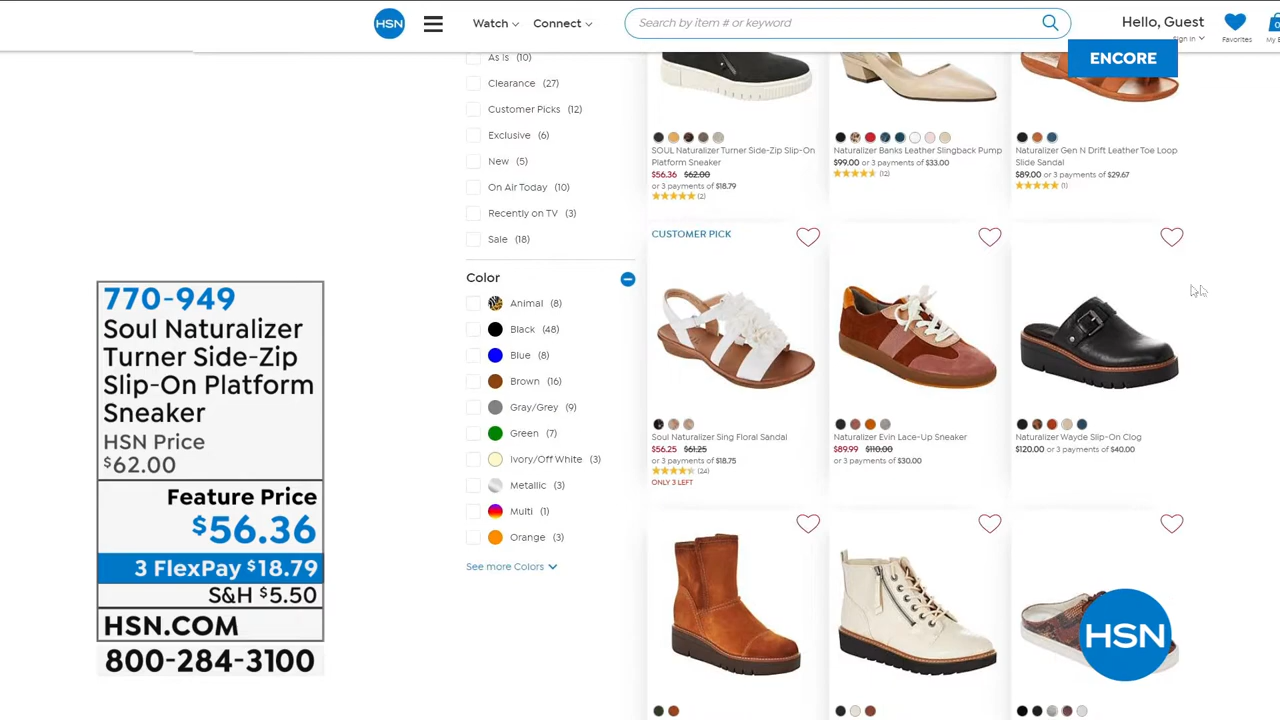 HSN
Watch
Connect
Search by item # or keyword
Hello, Guest
Sign In
Favorites
0
ENCORE
As Is (10)
Clearance (27)
Customer Picks (12)
Exclusive (6)
New (5)
On Air Today (10)
Recently on TV (3)
Sale (18)
Color
Animal (8)
Black (48)
Blue (8)
Brown (16)
Gray/Grey (9)
Green (7)
Ivory/Off White (3)
Metallic (3)
Multi (1)
Orange (3)
See more Colors
SOUL Naturalizer Turner Side-Zip Slip-On
Platform Sneaker
$56.36 $62.00
or 3 payments of $18.79
(2)
Naturalizer Banks Leather Slingback Pump
$99.00 or 3 payments of $33.00
(12)
Naturalizer Gen N Drift Leather Toe Loop
Slide Sandal
$89.00 or 3 payments of $29.67
(1)
CUSTOMER PICK
Soul Naturalizer Sing Floral Sandal
$56.25 $61.25
or 3 payments of $18.75
(24)
ONLY 3 LEFT
Naturalizer Evin Lace-Up Sneaker
$89.99 $110.00
or 3 payments of $30.00
Naturalizer Wayde Slip-On Clog
$120.00 or 3 payments of $40.00
770-949
Soul Naturalizer
Turner Side-Zip
Slip-On Platform
Sneaker
HSN Price
$62.00
Feature Price
$56.36
3 FlexPay $18.79
S&H $5.50
HSN.COM
800-284-3100
HSN